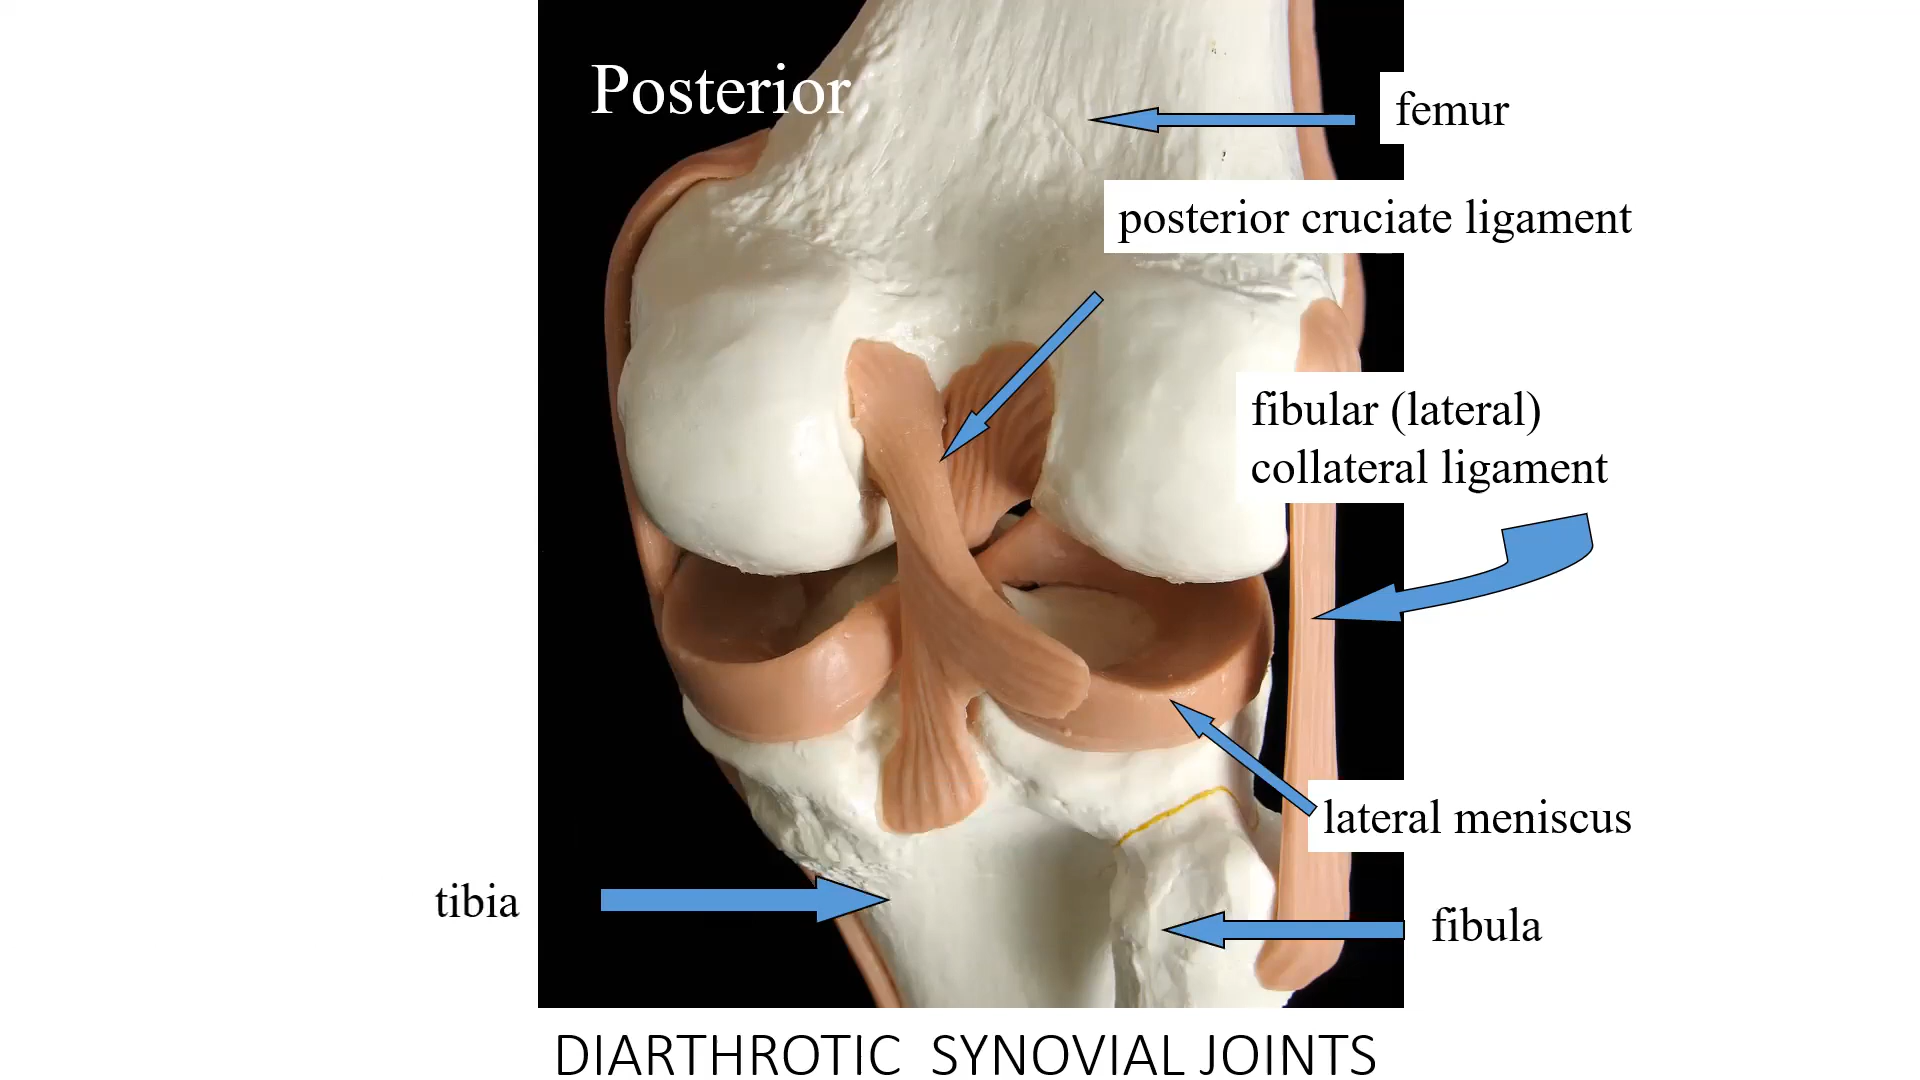 Posterior
femur
posterior cruciate ligament
fibular (lateral)
collateral ligament
lateral meniscus
tibia
fibula
DIARTHROTIC SYNOVIAL JOINTS